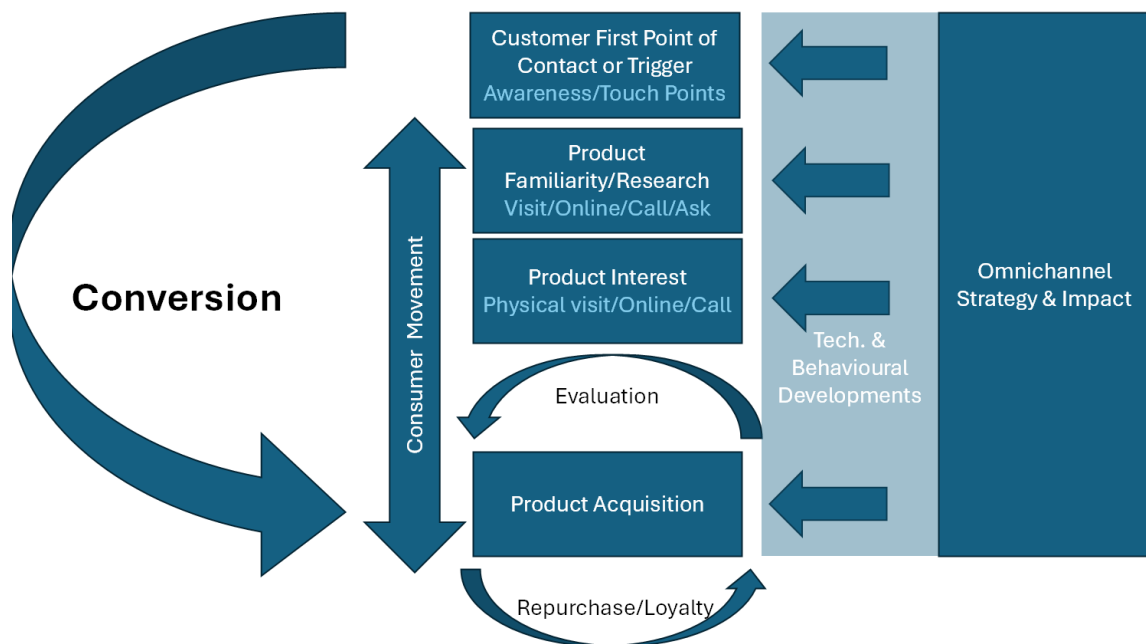 Customer First Point of
Contact or Trigger
Awareness/Touch Points
Product
Familiarity/Research
Visit/Online/Call/Ask
Product Interest
Physical visit/Online/Call
Conversion
Consumer Movement
Evaluation
Product Acquisition
Repurchase/Loyalty
Tech. &
Behavioural
Developments
Omnichannel
Strategy & Impact